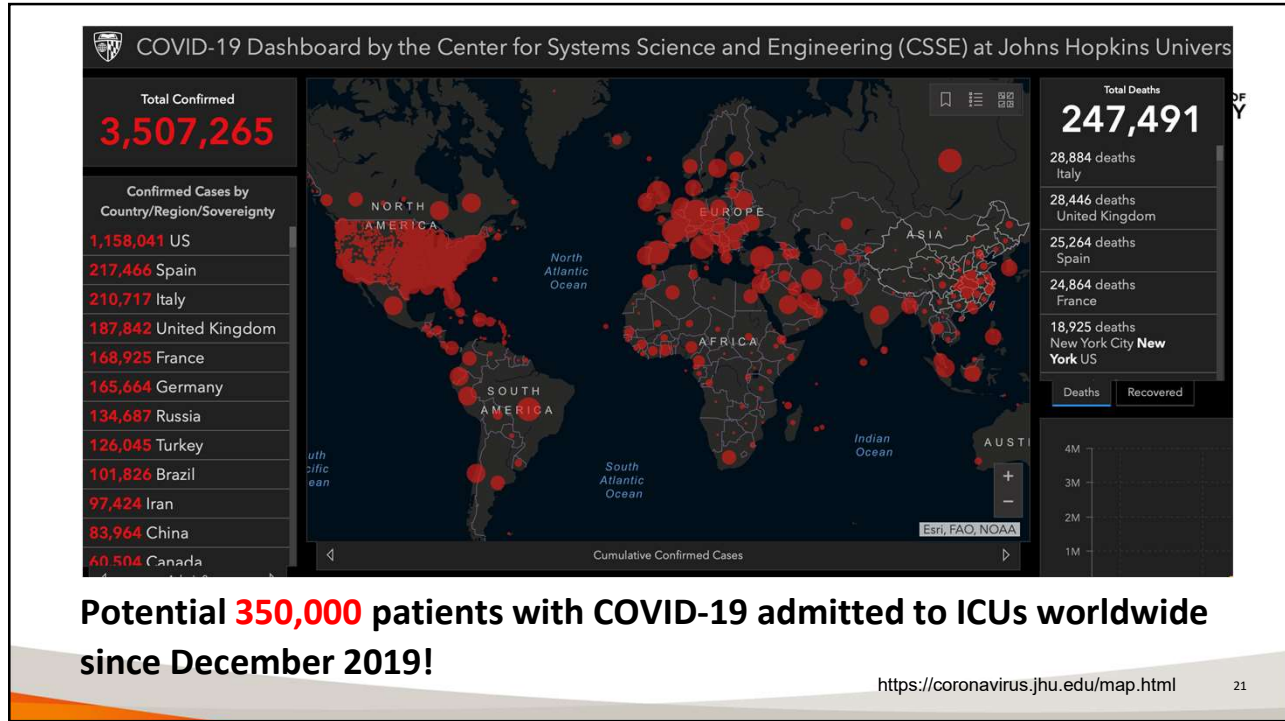 COVID-19 Dashboard by the Center for Systems Science and Engineering (CSSE) at Johns Hopkins Univers
Total Confirmed
3,507,265
Confirmed Cases by
Country/Region/Sovereignty
1,158,041 US
217,466 Spain
210,717 Italy
187,842 United Kingdom
168,925 France
165,664 Germany
134,687 Russia
126,045 Turkey
101,826 Brazil
97,424 Iran
83,964 China
60,504 Canada
NORTH
AMERICA
North
Atlantic
Ocean
EUROPE
ASIA
AFRICA
SOUTH
AMERICA
uth
cific
ean
South
Atlantic
Ocean
Indian
Ocean
AUSTI
+
−
Esri, FAO, NOAA
Cumulative Confirmed Cases
Total Deaths
247,491
28,884 deaths
Italy
28,446 deaths
United Kingdom
25,264 deaths
Spain
24,864 deaths
France
18,925 deaths
New York City New
York US
Deaths
Recovered
4M
3M
2M
1M
OF
Y
Potential 350,000 patients with COVID-19 admitted to ICUs worldwide
since December 2019!
https://coronavirus.jhu.edu/map.html
21